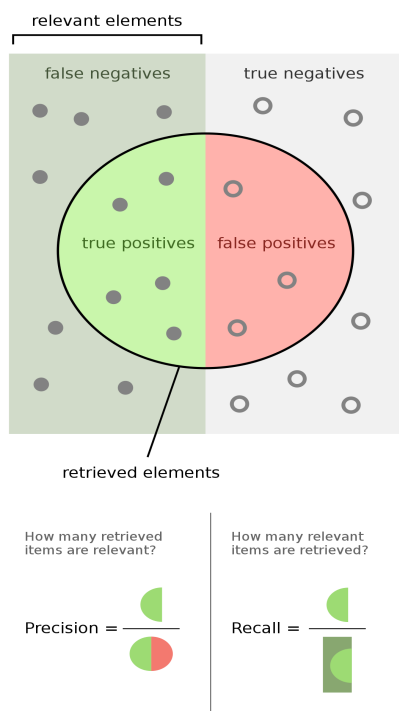 relevant elements
false negatives
true negatives
true positives
false positives
retrieved elements
How many retrieved
items are relevant?
How many relevant
items are retrieved?
Precision =
Recall =